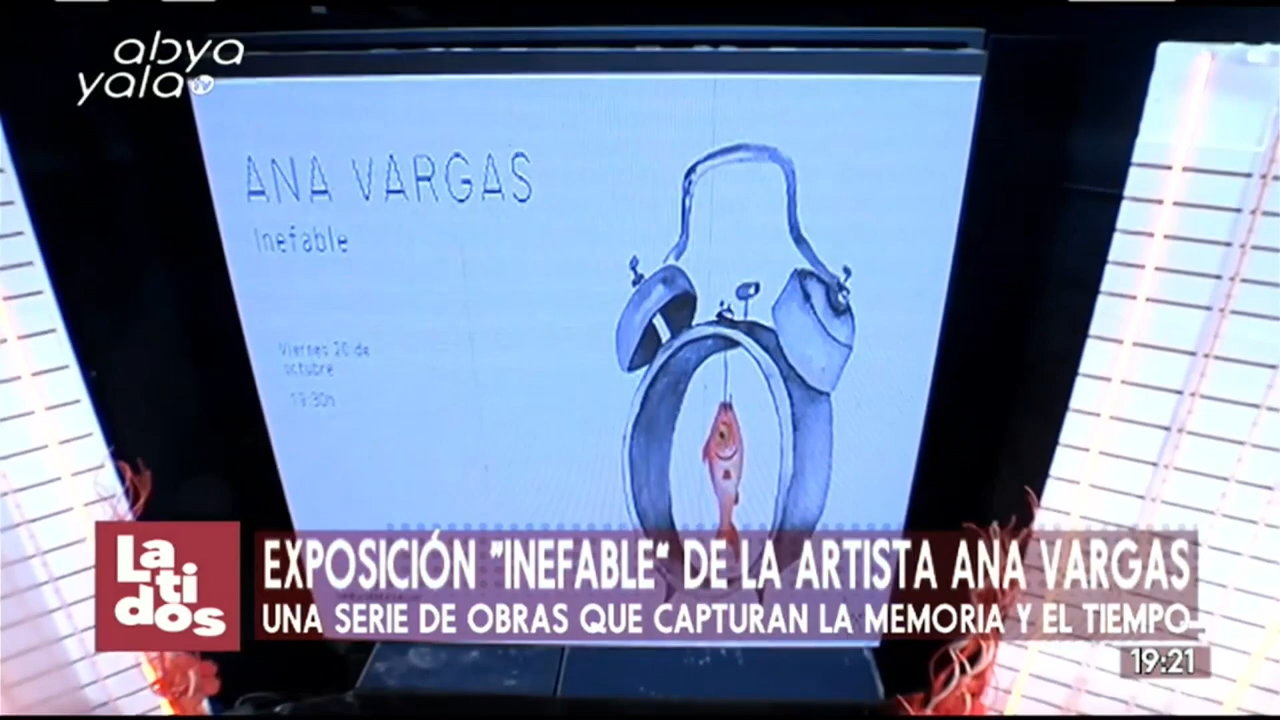 abya
yala
ANA VARGAS
Inefable
Viernes 20 de
octubre
19:30h
La
ti
dos
EXPOSICIÓN "INEFABLE" DE LA ARTISTA ANA VARGAS
UNA SERIE DE OBRAS QUE CAPTURAN LA MEMORIA Y EL TIEMPO
19:21